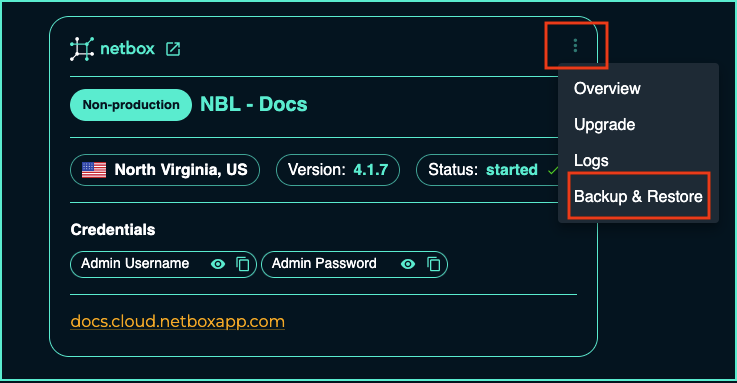 netbox
Non-production NBL - Docs
North Virginia, US Version: 4.1.7 Status: started
Credentials
Admin Username Admin Password
docs.cloud.netboxapp.com
Overview
Upgrade
Logs
Backup & Restore